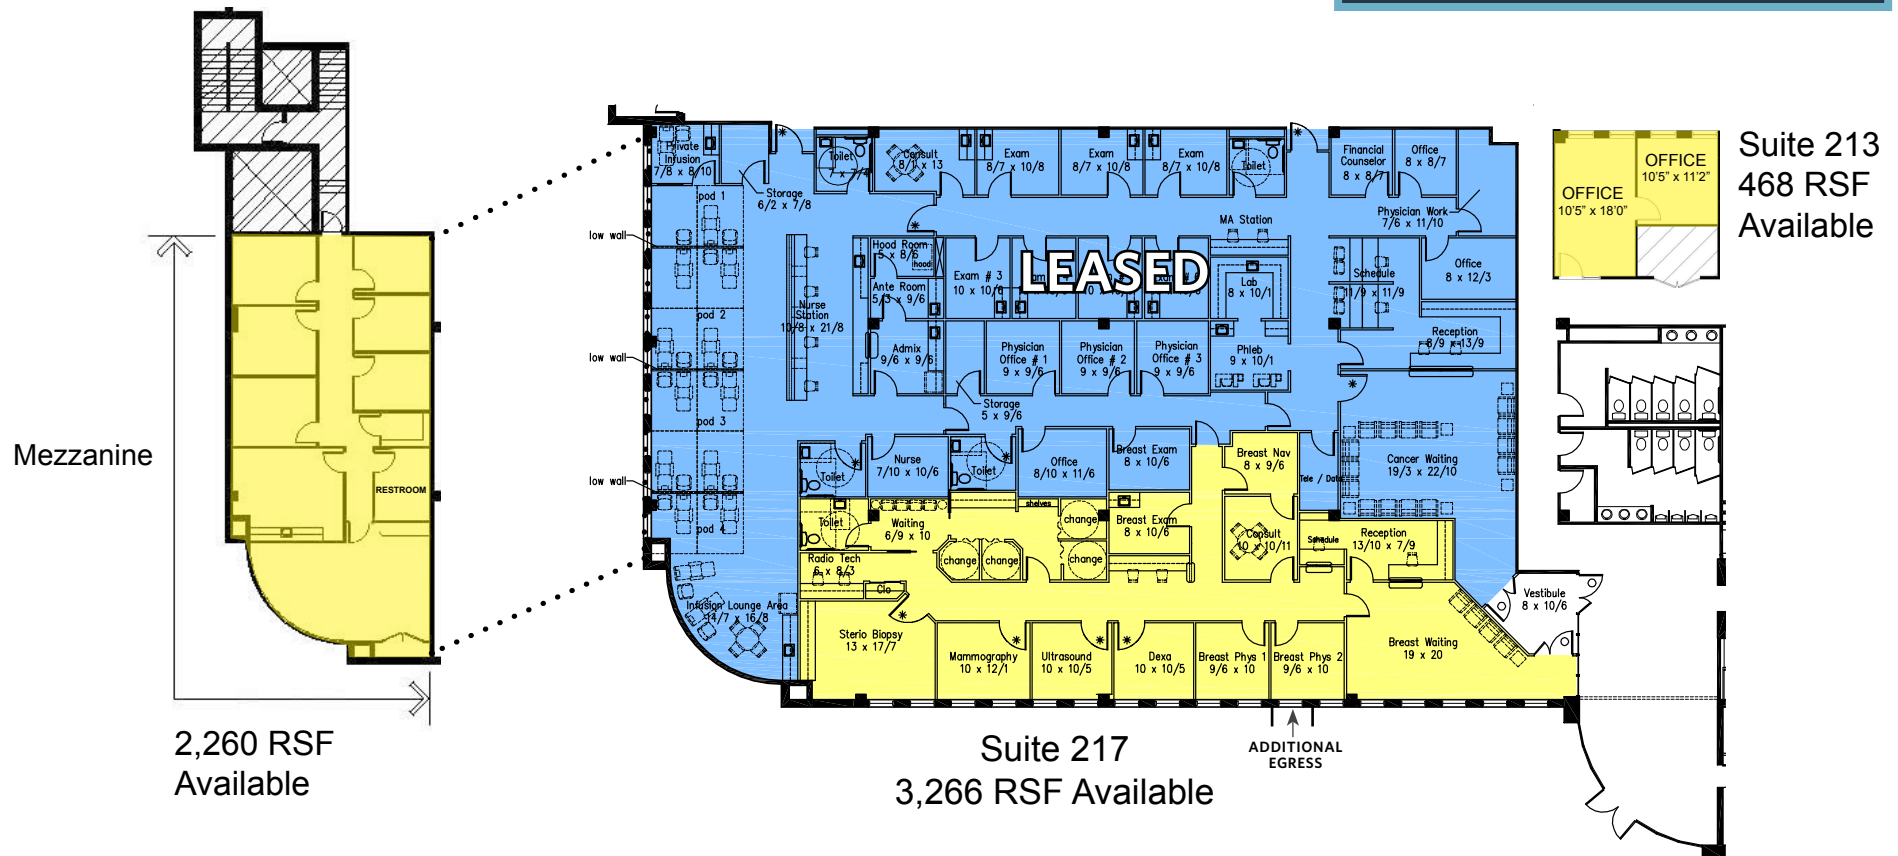 Private
Infusion
7/8 x 8/10
Storage
6/2 x 7/8
Toilet
7 x 7/4
Consult
8/1 x 13
Exam
8/7 x 10/8
Exam
8/7 x 10/8
Exam
8/7 x 10/8
Toilet
Financial
Counselor
8 x 8/7
Office
8 x 8/7
OFFICE
10'5" x 18'0"
OFFICE
10'5" x 11'2"
Suite 213
468 RSF
Available
pod 1
low wall
MA Station
Physician Work
7/6 x 11/10
Hood Room
5 x 8/6
hood
Exam # 3
10 x 10/6
LEASED
Lab
8 x 10/1
Schedule
11/9 x 11/9
Office
8 x 12/3
Ante Room
5/3 x 9/6
Nurse
Station
10/8 x 21/8
pod 2
low wall
Admix
9/6 x 9/6
Physician
Office # 1
9 x 9/6
Physician
Office # 2
9 x 9/6
Physician
Office # 3
9 x 9/6
Phleb
9 x 10/1
Reception
8/9 x 13/9
Storage
5 x 9/6
pod 3
Mezzanine
RESTROOM
low wall
Toilet
Nurse
7/10 x 10/6
Toilet
Office
8/10 x 11/6
Breast Exam
8 x 10/6
Breast Nav
8 x 9/6
Tele / Data
Cancer Waiting
19/3 x 22/10
pod 4
Toilet
Waiting
6/9 x 10
shelves
change
change
change
change
Breast Exam
8 x 10/6
Consult
10 x 10/11
Schedule
Reception
13/10 x 7/9
Radio Tech
6 x 8/3
Clo
Vestibule
8 x 10/6
Infusion Lounge Area
14/7 x 16/8
Sterio Biopsy
13 x 17/7
Mammography
10 x 12/1
Ultrasound
10 x 10/5
Dexa
10 x 10/5
Breast Phys 1
9/6 x 10
Breast Phys 2
9/6 x 10
Breast Waiting
19 x 20
2,260 RSF
Available
Suite 217
3,266 RSF Available
ADDITIONAL
EGRESS